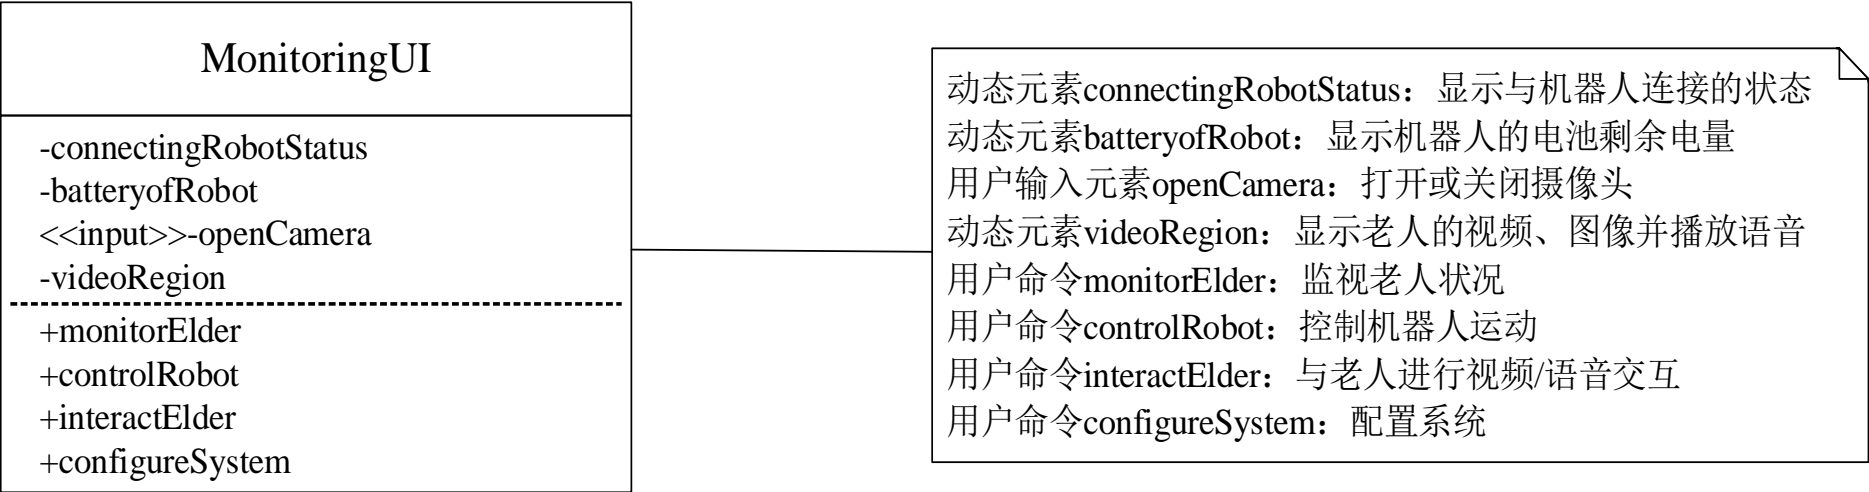 MonitoringUI
-connectingRobotStatus
-batteryofRobot
<<input>>-openCamera
-videoRegion
+monitorElder
+controlRobot
+interactElder
+configureSystem
动态元素connectingRobotStatus：显示与机器人连接的状态
动态元素batteryofRobot：显示机器人的电池剩余电量
用户输入元素openCamera：打开或关闭摄像头
动态元素videoRegion：显示老人的视频、图像并播放语音
用户命令monitorElder：监视老人状况
用户命令controlRobot：控制机器人运动
用户命令interactElder：与老人进行视频/语音交互
用户命令configureSystem：配置系统